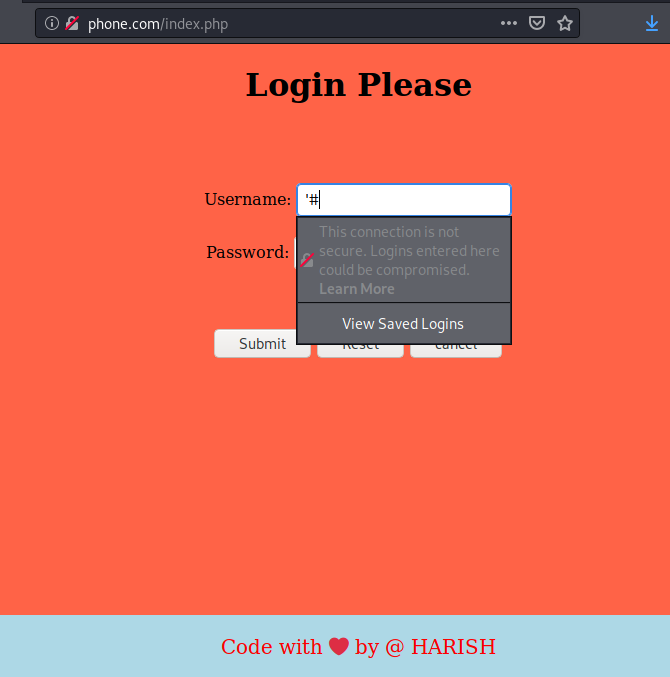 phone.com/index.php
Login Please
Username: '#
This connection is not
secure. Logins entered here
could be compromised.
Learn More
Password:
View Saved Logins
Submit Reset cancel
Code with ❤ by @ HARISH